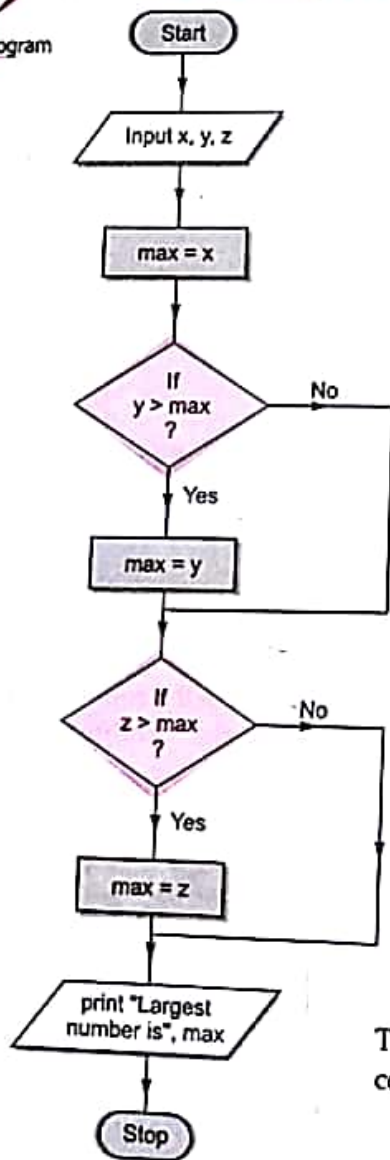 ogram
Start
Input x, y, z
max = x
If
y > max
?
No
Yes
max = y
If
z > max
?
No
Yes
max = z
print "Largest
number is", max
Stop